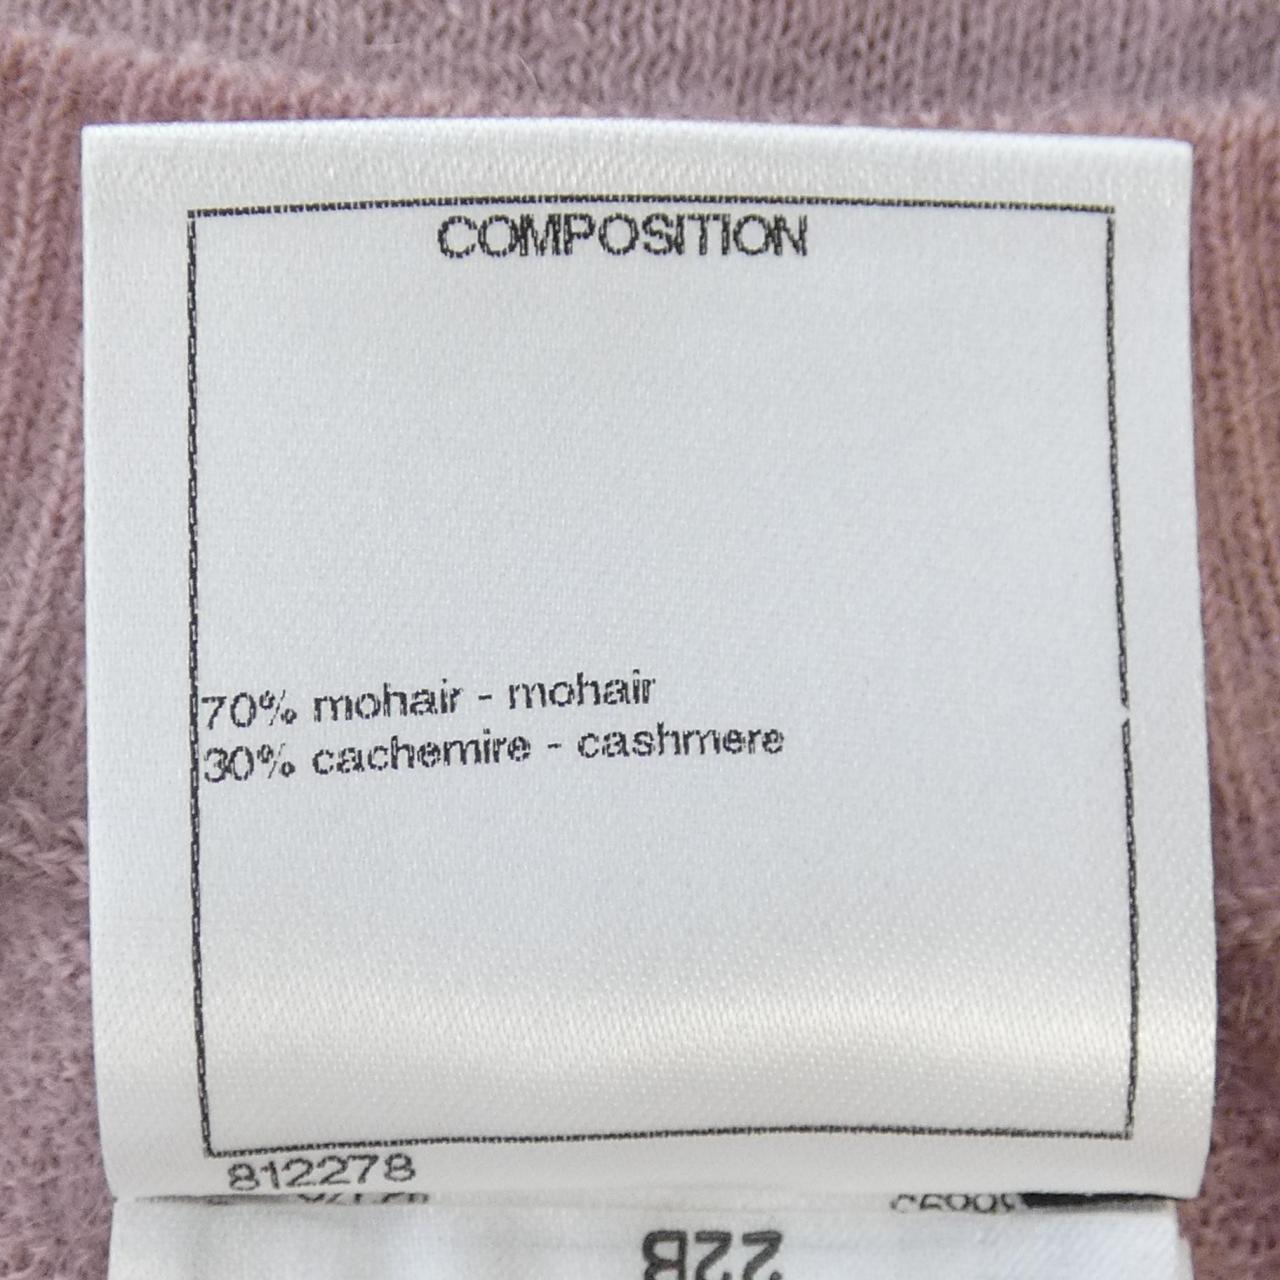 COMPOSITION
70% mohair - mohair
30% cachemire - cashmere
812278
22B